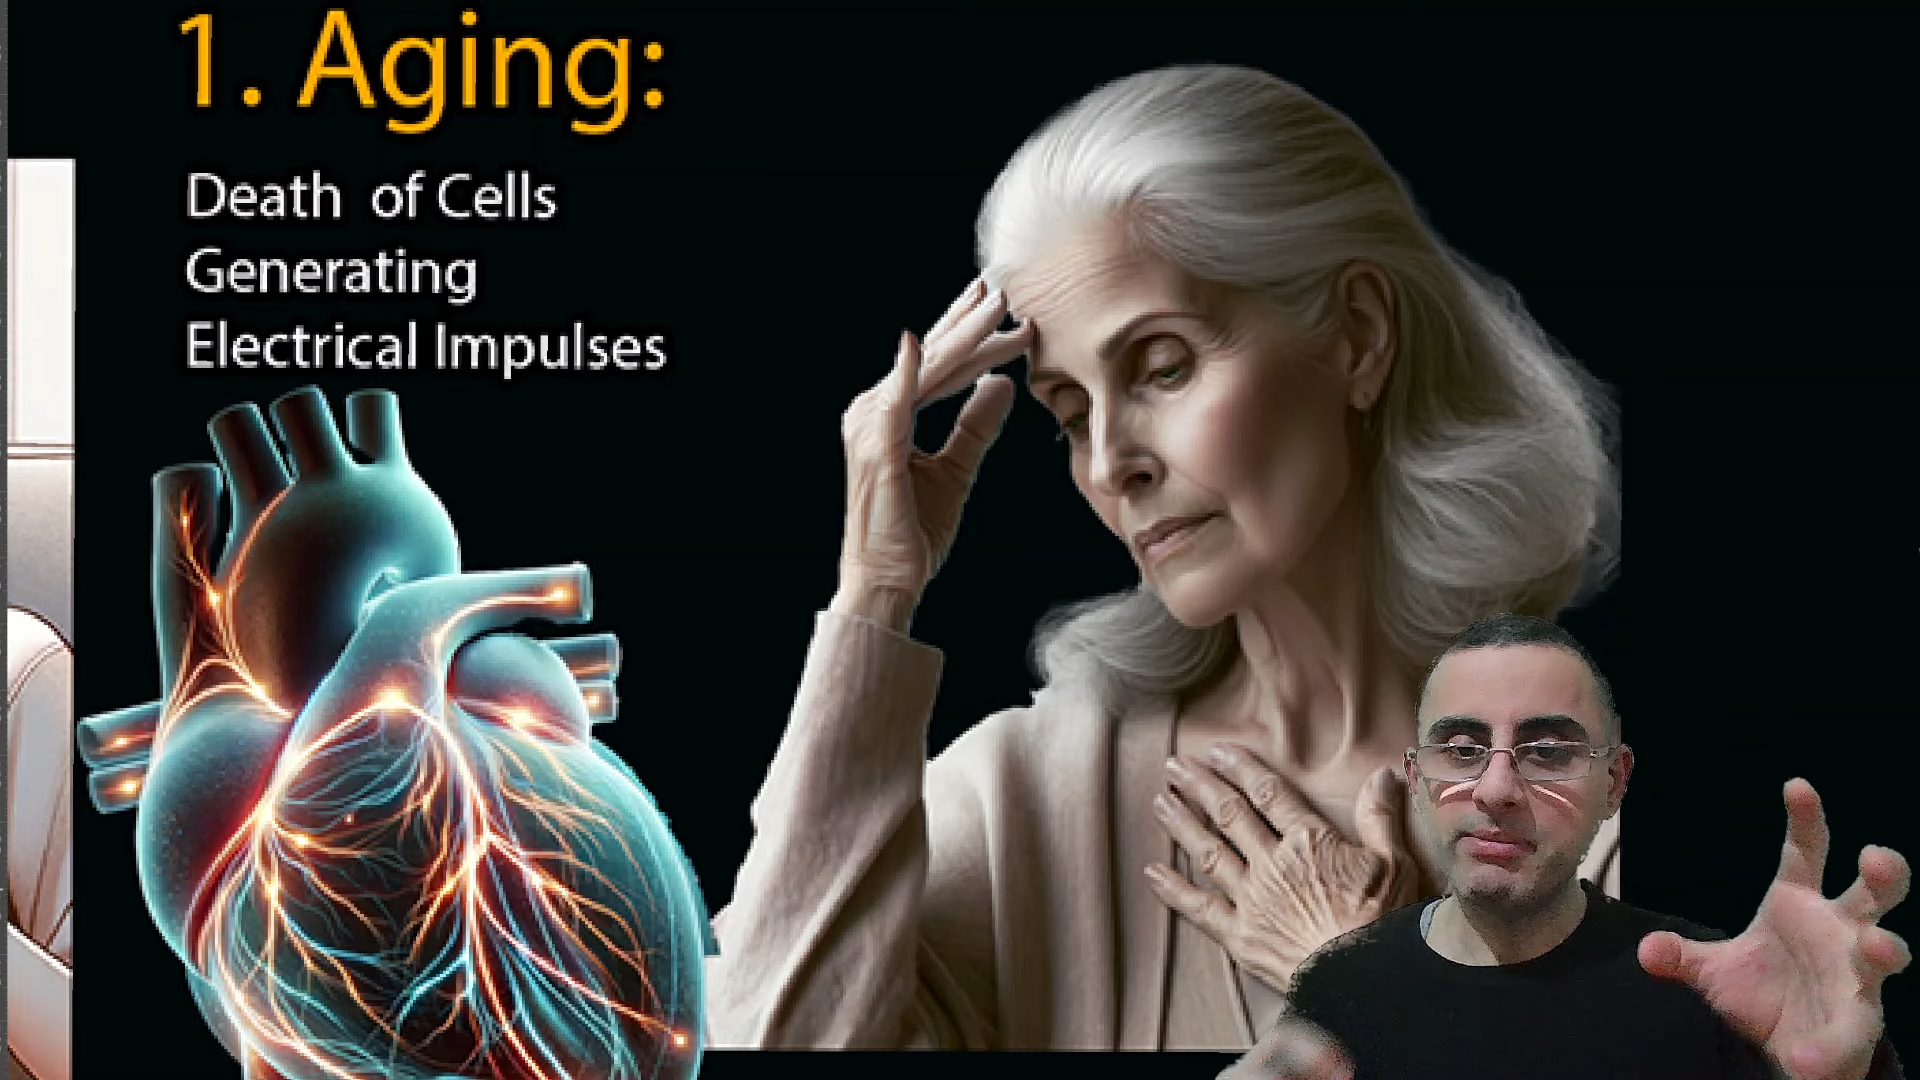 1. Aging:
Death of Cells
Generating
Electrical Impulses